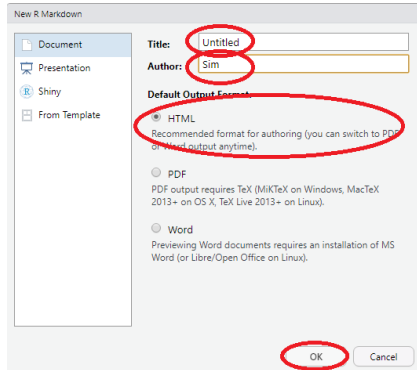 New R Markdown
Document
Presentation
R Shiny
From Template
Title: Untitled
Author: Sim
Default Output Format:
HTML
Recommended format for authoring (you can switch to PDF
or Word output anytime).
PDF
PDF output requires TeX (MiKTeX on Windows, MacTeX
2013+ on OS X, TeX Live 2013+ on Linux).
Word
Previewing Word documents requires an installation of MS
Word (or Libre/Open Office on Linux).
OK Cancel